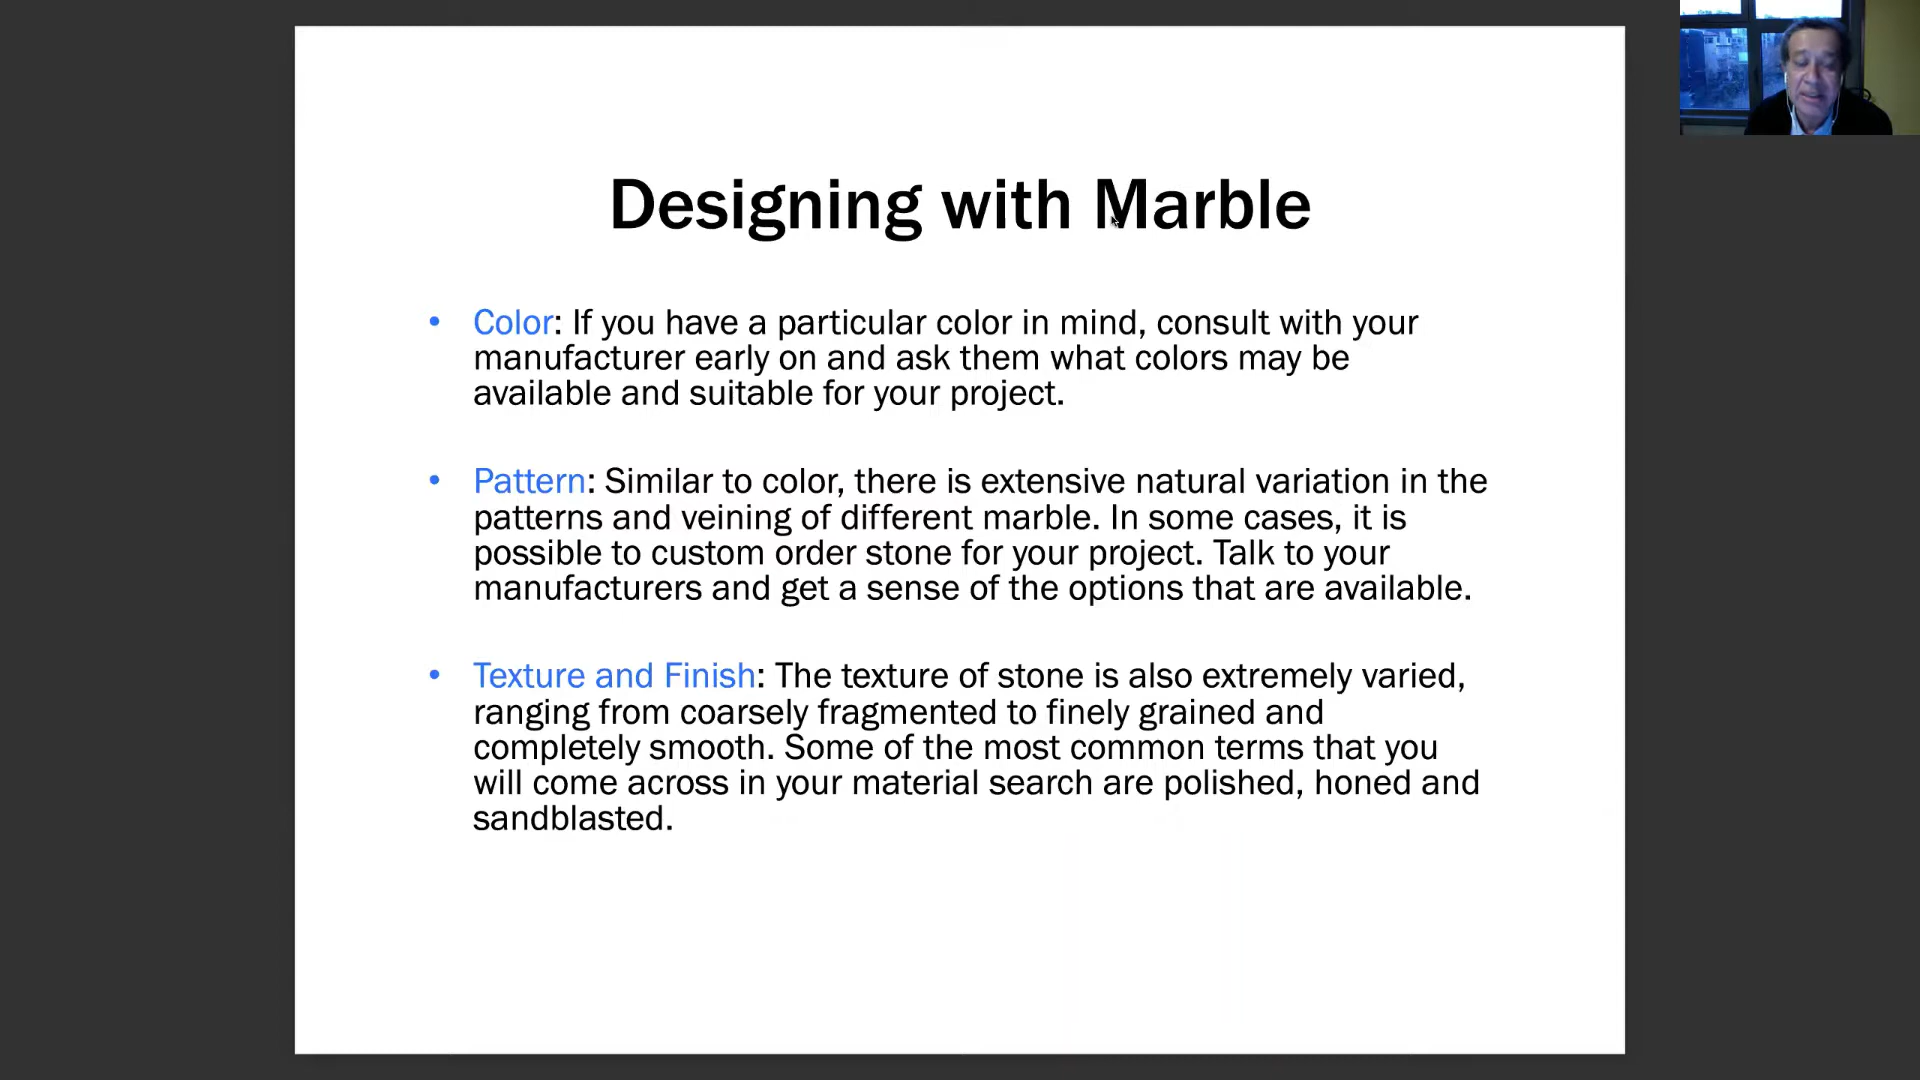 Designing with Marble
• Color: If you have a particular color in mind, consult with your
manufacturer early on and ask them what colors may be
available and suitable for your project.
• Pattern: Similar to color, there is extensive natural variation in the
patterns and veining of different marble. In some cases, it is
possible to custom order stone for your project. Talk to your
manufacturers and get a sense of the options that are available.
• Texture and Finish: The texture of stone is also extremely varied,
ranging from coarsely fragmented to finely grained and
completely smooth. Some of the most common terms that you
will come across in your material search are polished, honed and
sandblasted.